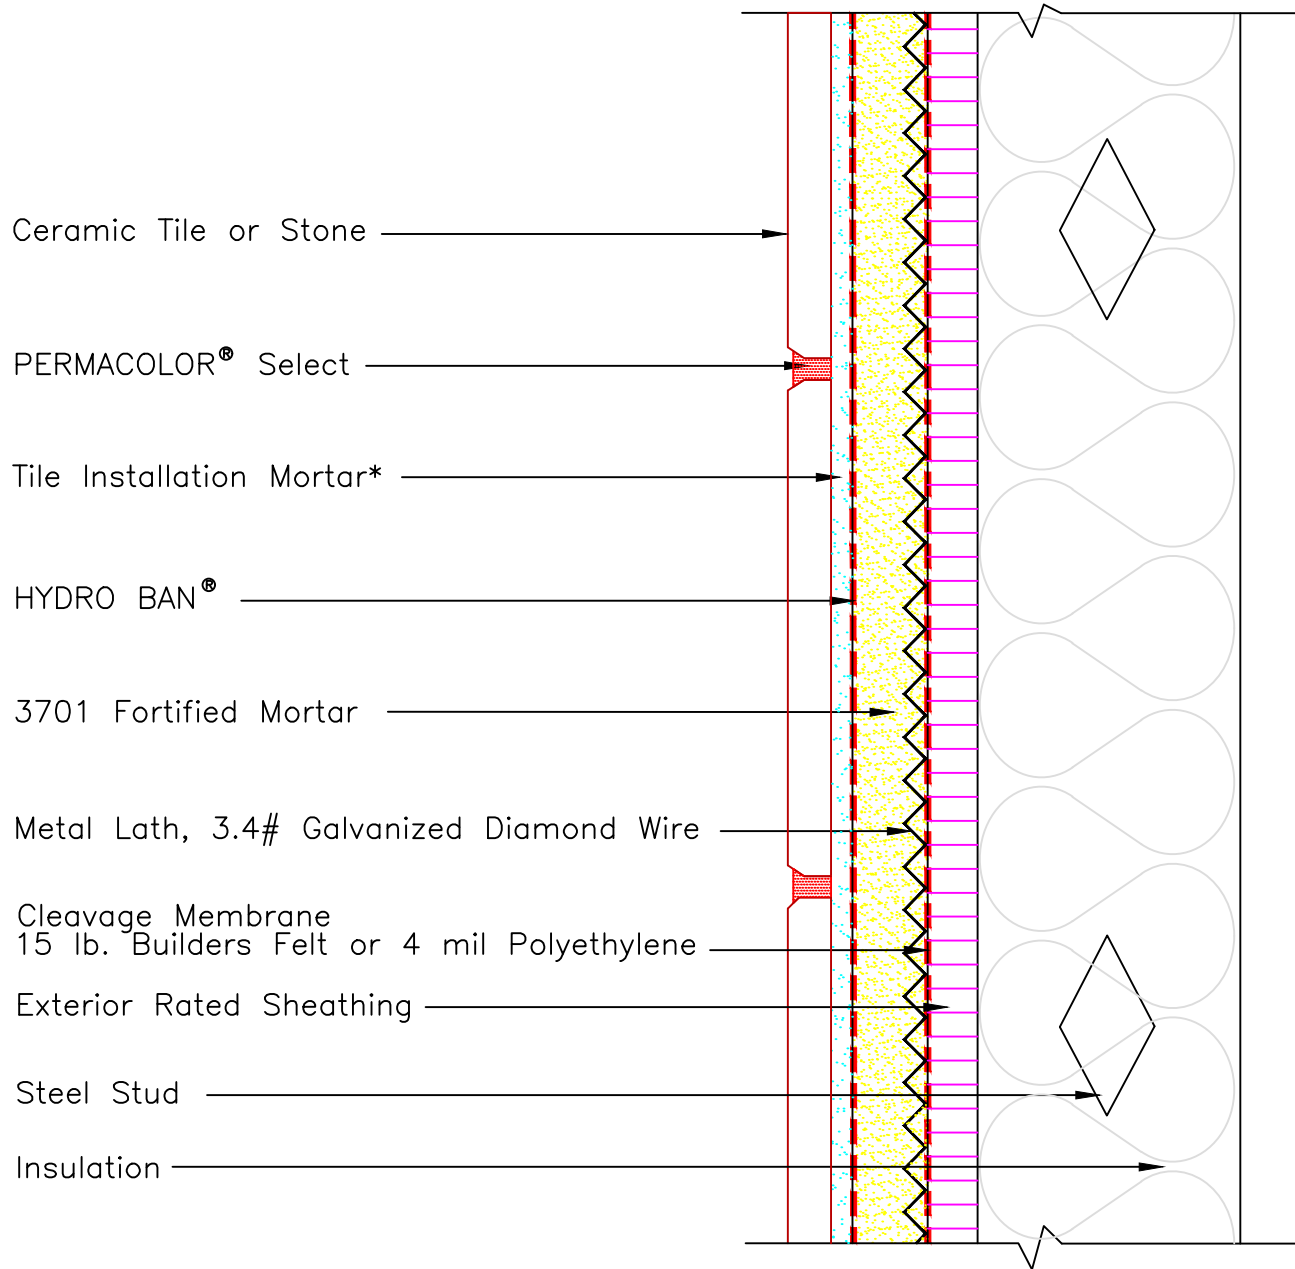 Ceramic Tile or Stone
PERMACOLOR® Select
Tile Installation Mortar*
HYDRO BAN®
3701 Fortified Mortar
Metal Lath, 3.4# Galvanized Diamond Wire
Cleavage Membrane
15 lb. Builders Felt or 4 mil Polyethylene
Exterior Rated Sheathing
Steel Stud
Insulation